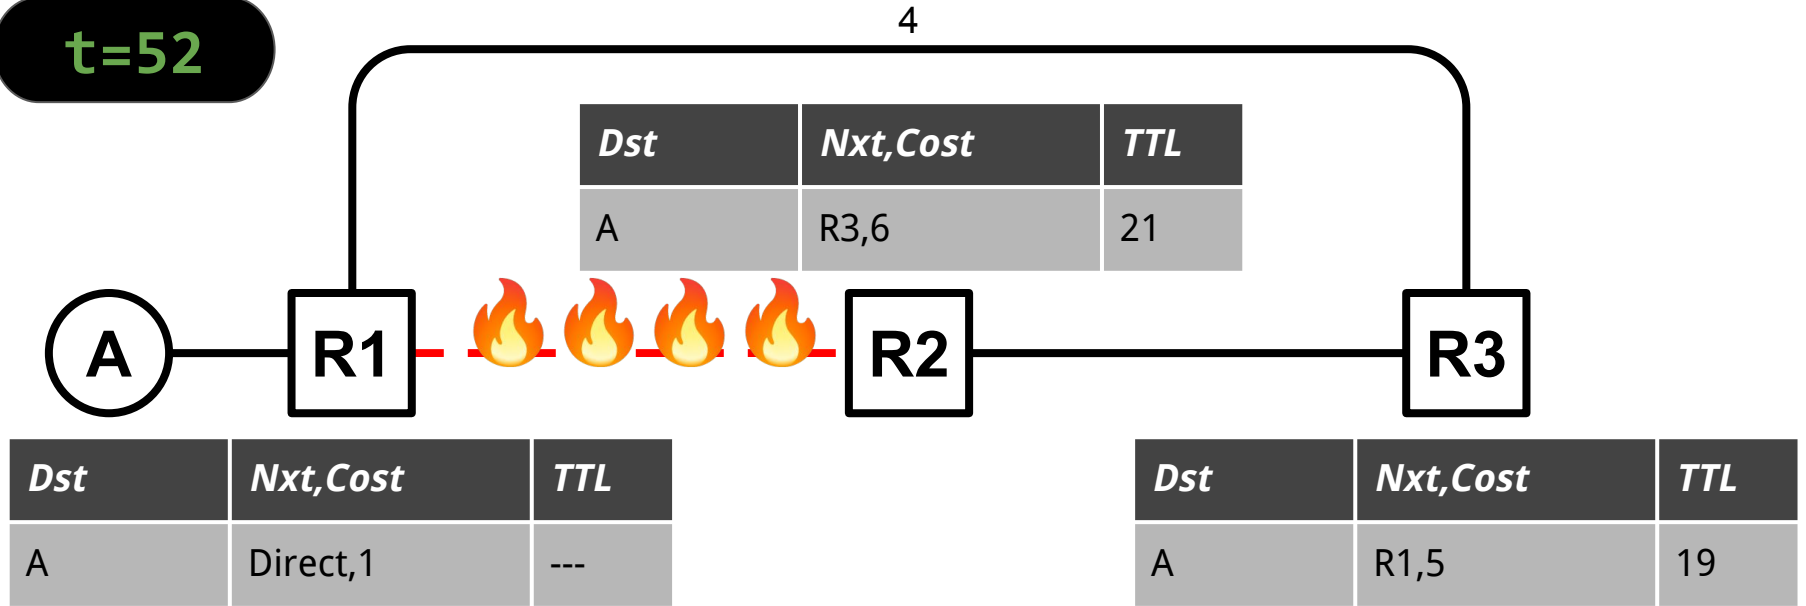 4
t=52
Dst Nxt,Cost TTL
A R3,6 21
A R1 R2 R3
Dst Nxt,Cost TTL
A Direct,1 ---
Dst Nxt,Cost TTL
A R1,5 19